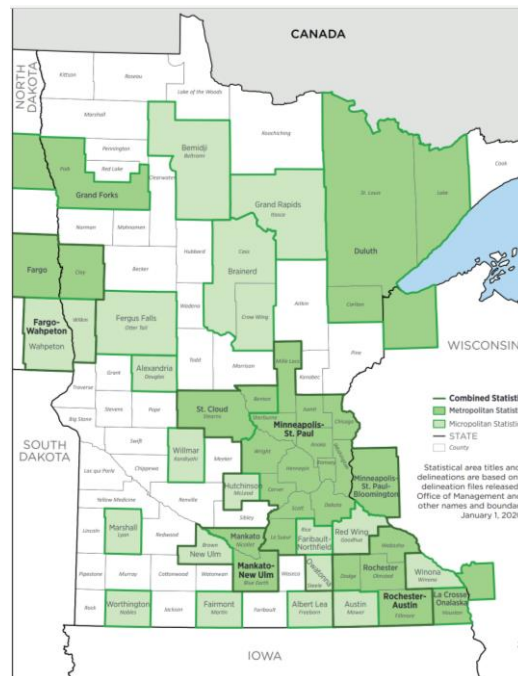 CANADA
NORTH
DAKOTA
Kittson
Roseau
Lake of the Woods
Marshall
Koochiching
Pennington
Bemidji
Beltrami
Polk
Red Lake
Clearwater
Grand Forks
St. Louis
Lake
Cook
Grand Rapids
Itasca
Norman
Mahnomen
Hubbard
Cass
Duluth
Fargo
Clay
Becker
Brainerd
Aitkin
Carlton
Crow Wing
Wadena
Fargo-
Wahpeton
Wahpeton
Wilkin
Fergus Falls
Otter Tail
Todd
Morrison
Mille Lacs
Kanabec
Pine
WISCONSIN
Grant
Alexandria
Douglas
Traverse
Big Stone
Stevens
Pope
St. Cloud
Stearns
Benton
Sherburne
Isanti
Chisago
Minneapolis-
St. Paul
Anoka
Washington
Ramsey
Wright
Hennepin
SOUTH
DAKOTA
Swift
Willmar
Kandiyohi
Meeker
Lac qui Parle
Chippewa
Carver
Scott
Dakota
Minneapolis-
St. Paul-
Bloomington
Hutchinson
McLeod
Yellow Medicine
Renville
Sibley
Lincoln
Marshall
Lyon
Redwood
Brown
New Ulm
Mankato
Nicollet
Le Sueur
Rice
Faribault-
Northfield
Red Wing
Goodhue
Wabasha
Pipestone
Murray
Cottonwood
Watonwan
Mankato-
New Ulm
Blue Earth
Waseca
Owatonna
Steele
Dodge
Rochester
Olmsted
Winona
Winona
Rock
Worthington
Nobles
Jackson
Fairmont
Martin
Faribault
Albert Lea
Freeborn
Austin
Mower
Rochester-
Austin
Fillmore
La Crosse-
Onalaska
Houston
IOWA
Combined Statisti
Metropolitan Statisti
Micropolitan Statisti
STATE
County
Statistical area titles and
delineations are based on
delineation files released
Office of Management and
other names and boundar
January 1, 2020